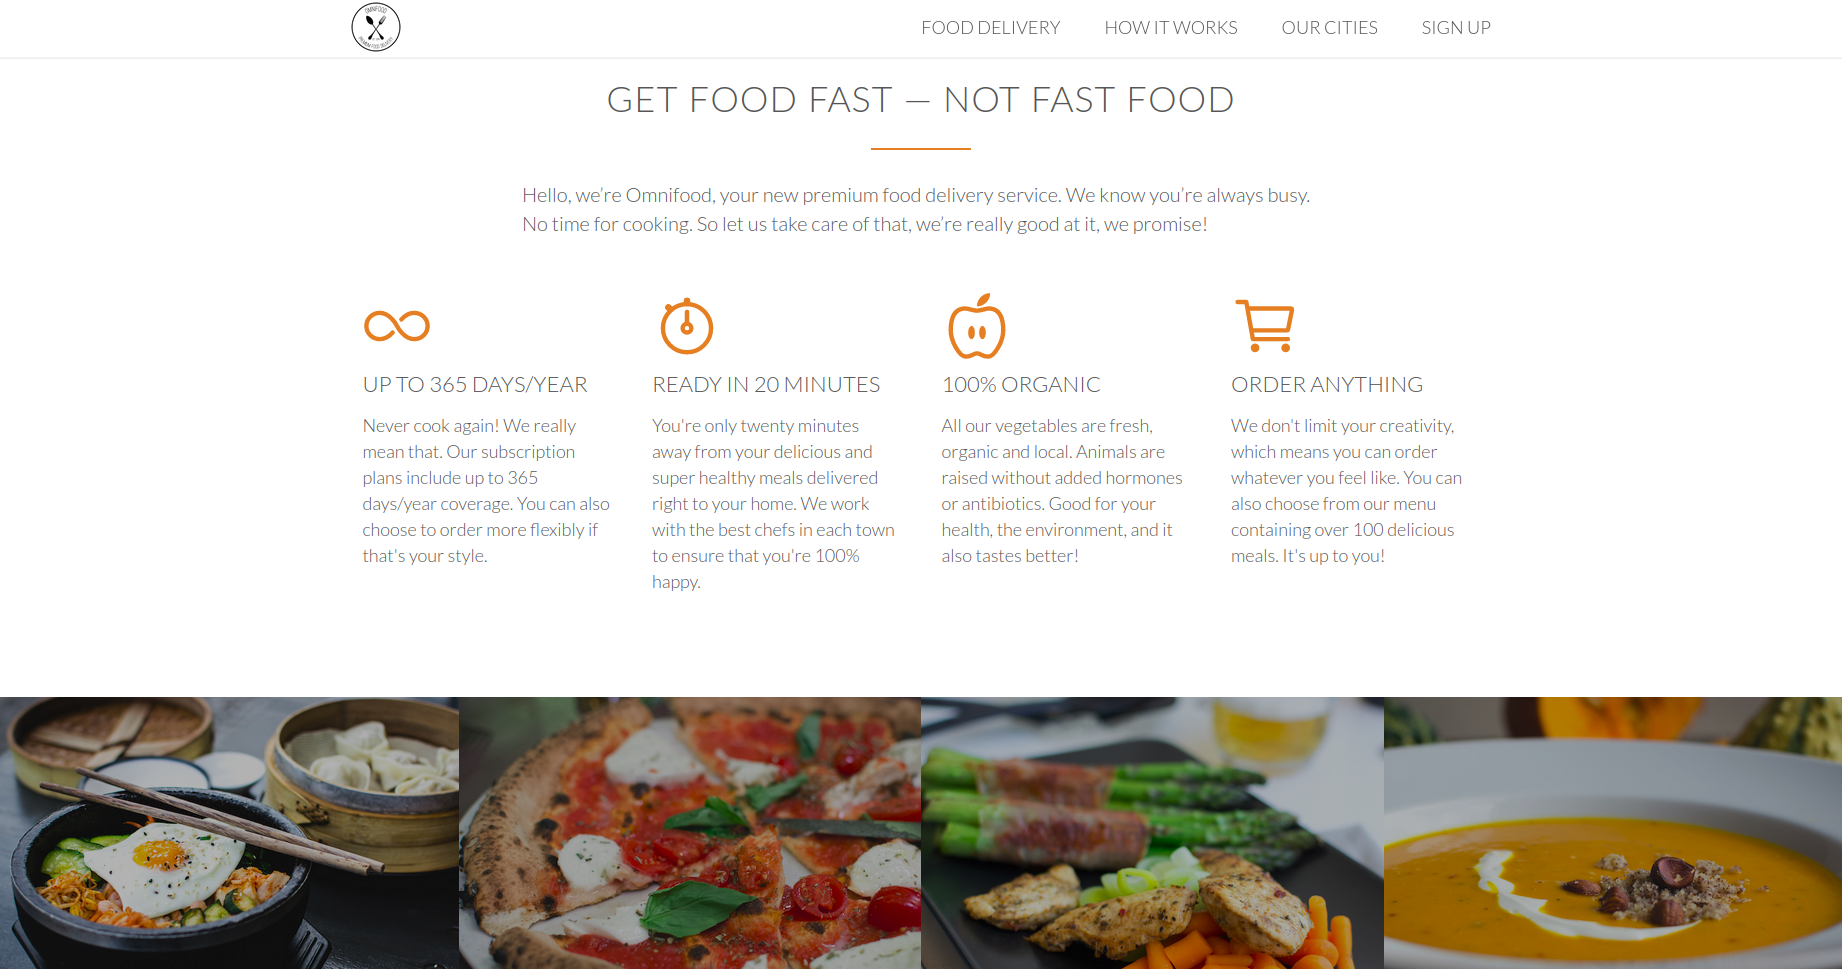 OMNIFOOD
PREMIUM FOOD DELIVERY
FOOD DELIVERY
HOW IT WORKS
OUR CITIES
SIGN UP
GET FOOD FAST — NOT FAST FOOD
Hello, we’re Omnifood, your new premium food delivery service. We know you’re always busy.
No time for cooking. So let us take care of that, we’re really good at it, we promise!
UP TO 365 DAYS/YEAR
Never cook again! We really
mean that. Our subscription
plans include up to 365
days/year coverage. You can also
choose to order more flexibly if
that's your style.
READY IN 20 MINUTES
You're only twenty minutes
away from your delicious and
super healthy meals delivered
right to your home. We work
with the best chefs in each town
to ensure that you're 100%
happy.
100% ORGANIC
All our vegetables are fresh,
organic and local. Animals are
raised without added hormones
or antibiotics. Good for your
health, the environment, and it
also tastes better!
ORDER ANYTHING
We don't limit your creativity,
which means you can order
whatever you feel like. You can
also choose from our menu
containing over 100 delicious
meals. It's up to you!